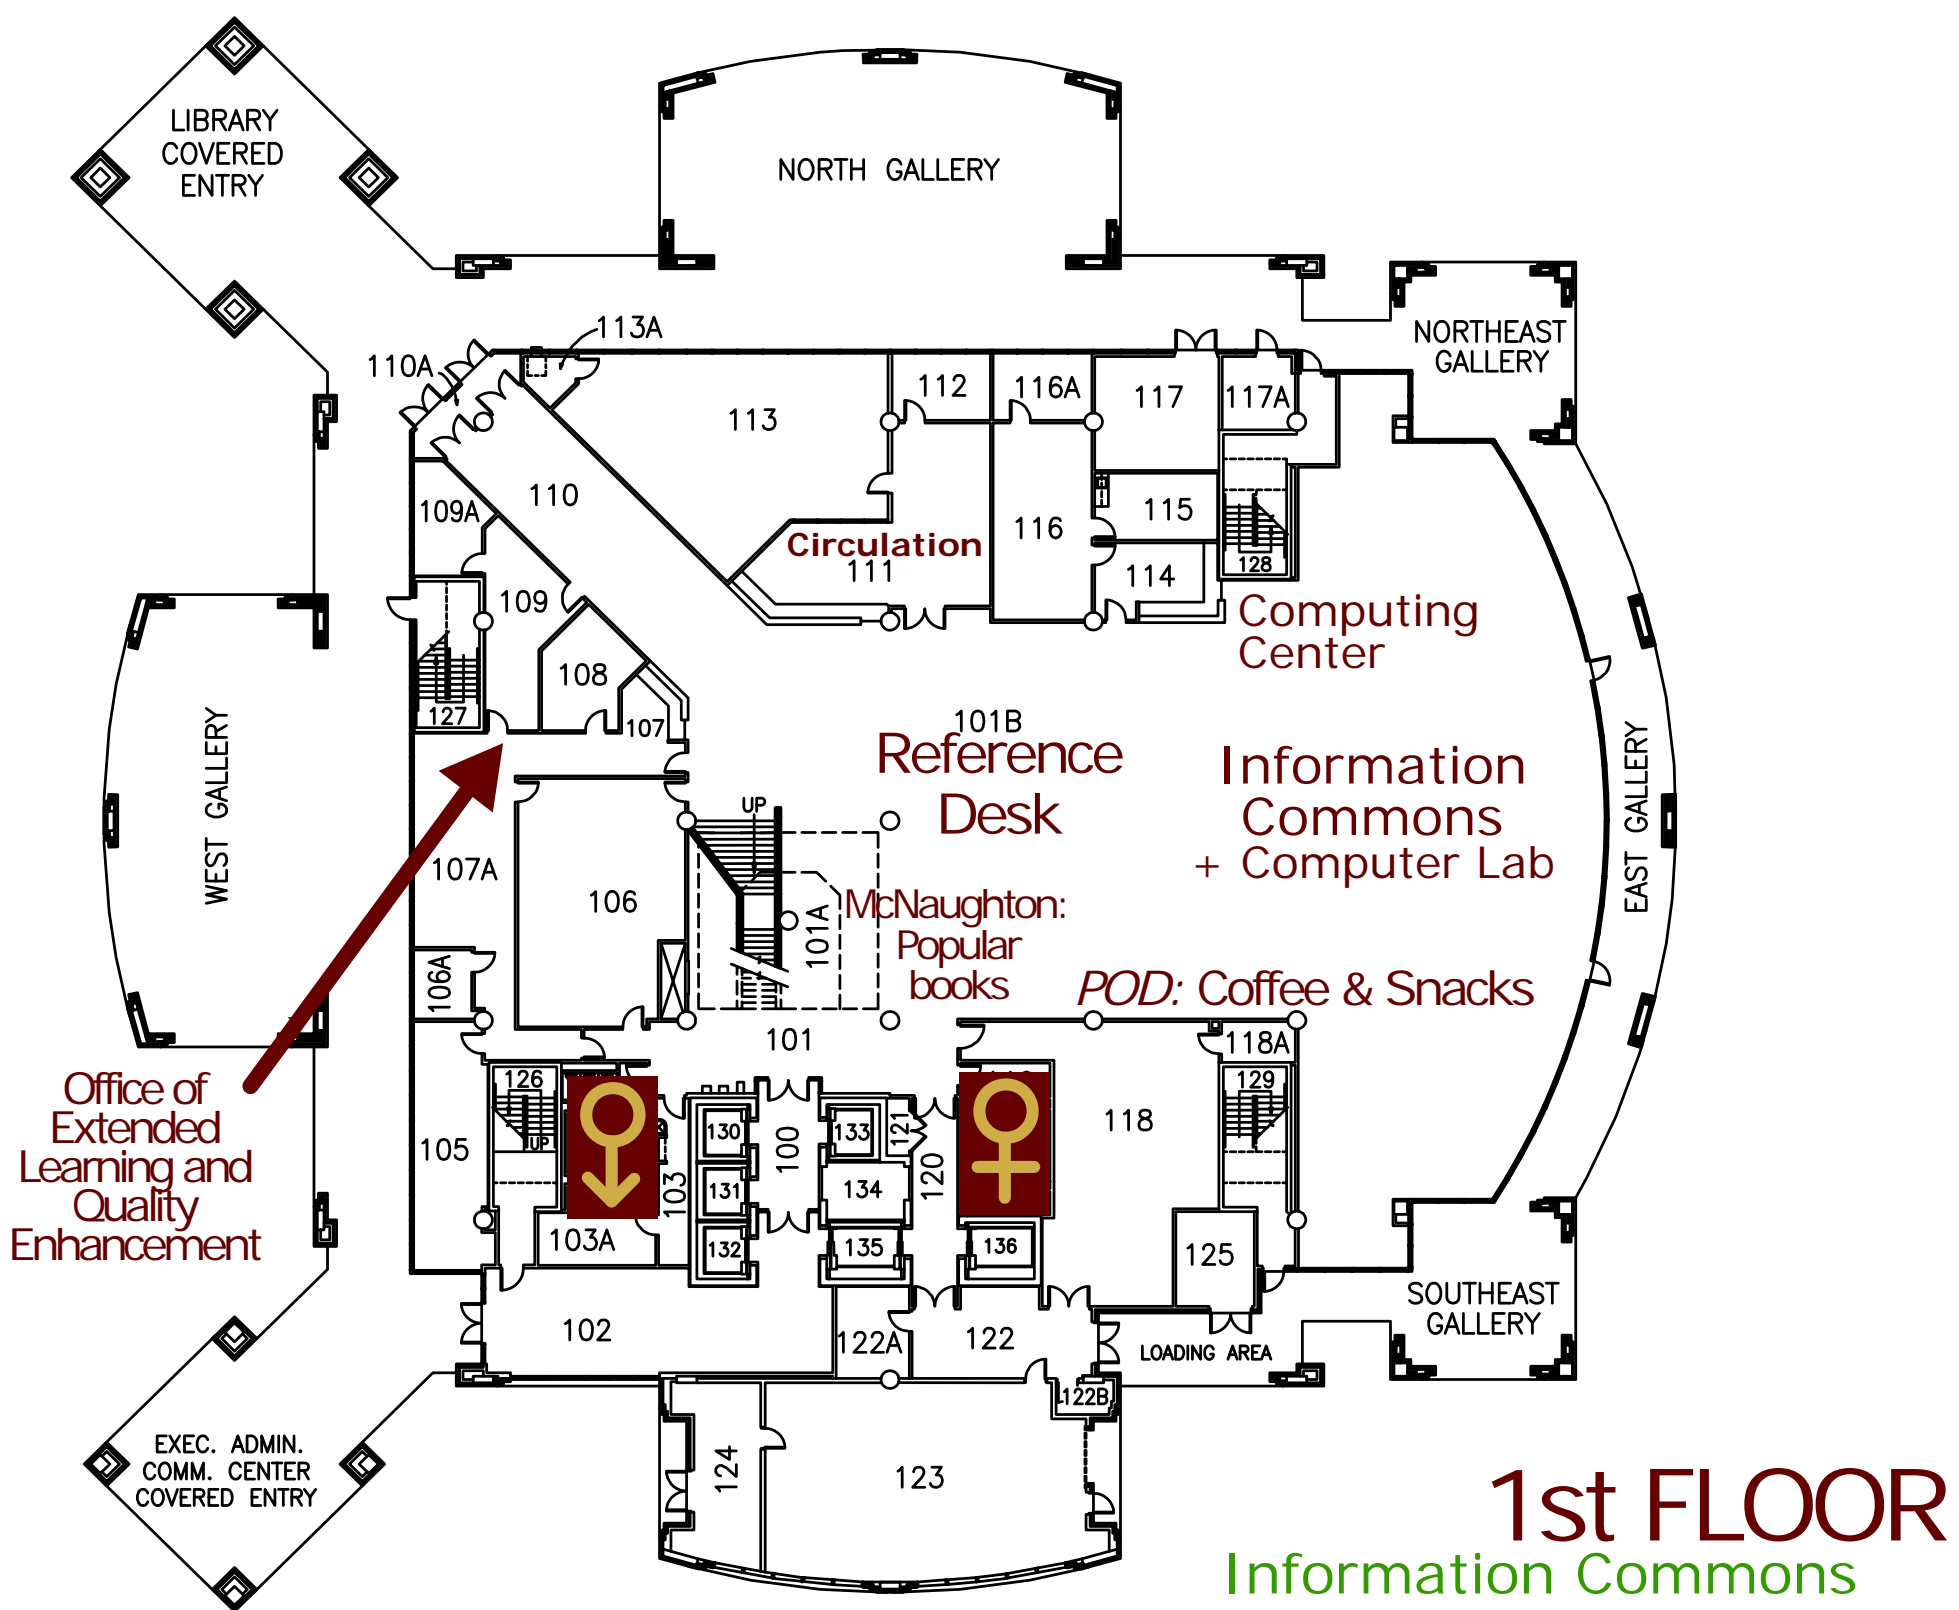 LIBRARY
COVERED
ENTRY
NORTH GALLERY
NORTHEAST
GALLERY
113A
110A
112
116A
117
117A
113
110
109A
115
116
Circulation
111
114
128
109
Computing
Center
108
127
107
101B
Reference
Desk
Information
Commons
+ Computer Lab
WEST GALLERY
EAST GALLERY
UP
107A
106
101A
McNaughton:
Popular
books
106A
POD: Coffee & Snacks
101
118A
126
129
UP
Office of
Extended
Learning and
Quality
Enhancement
105
130
133
121
118
100
131
134
120
103
103A
132
135
136
125
102
122A
122
LOADING AREA
SOUTHEAST
GALLERY
122B
124
123
EXEC. ADMIN.
COMM. CENTER
COVERED ENTRY
1st FLOOR
Information Commons